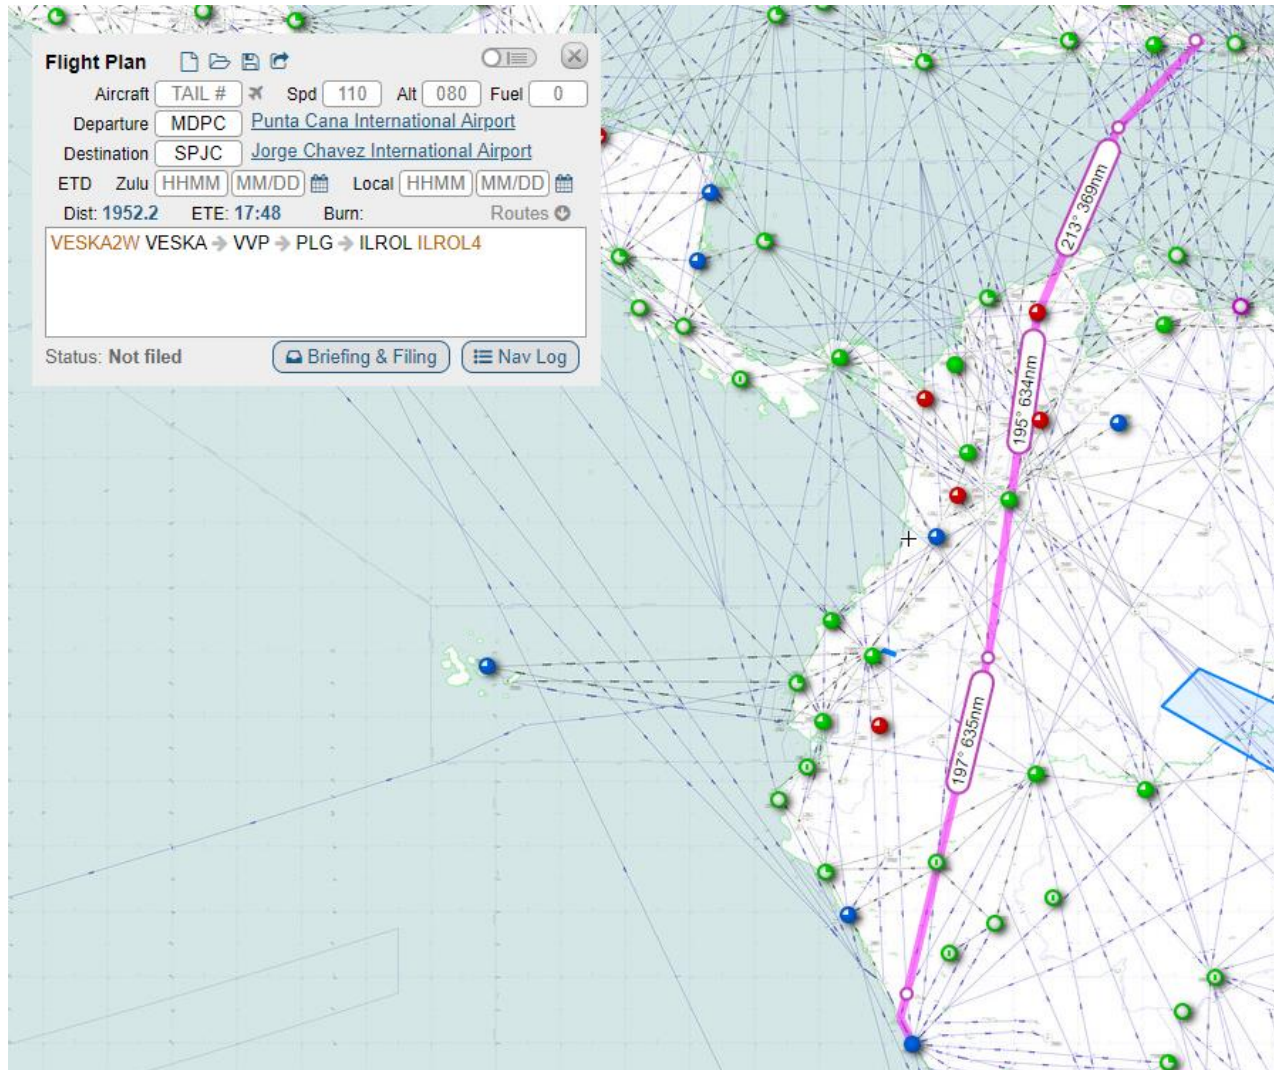 Flight Plan
Aircraft TAIL # Spd 110 Alt 080 Fuel 0
Departure MDPC Punta Cana International Airport
Destination SPJC Jorge Chavez International Airport
ETD Zulu HHMM MM/DD Local HHMM MM/DD
Dist: 1952.2 ETE: 17:48 Burn: Routes
VESKA2W VESKA ➔ VVP ➔ PLG ➔ ILROL ILROL4
Status: Not filed Briefing & Filing Nav Log
213° 369nm
195° 634nm
197° 635nm